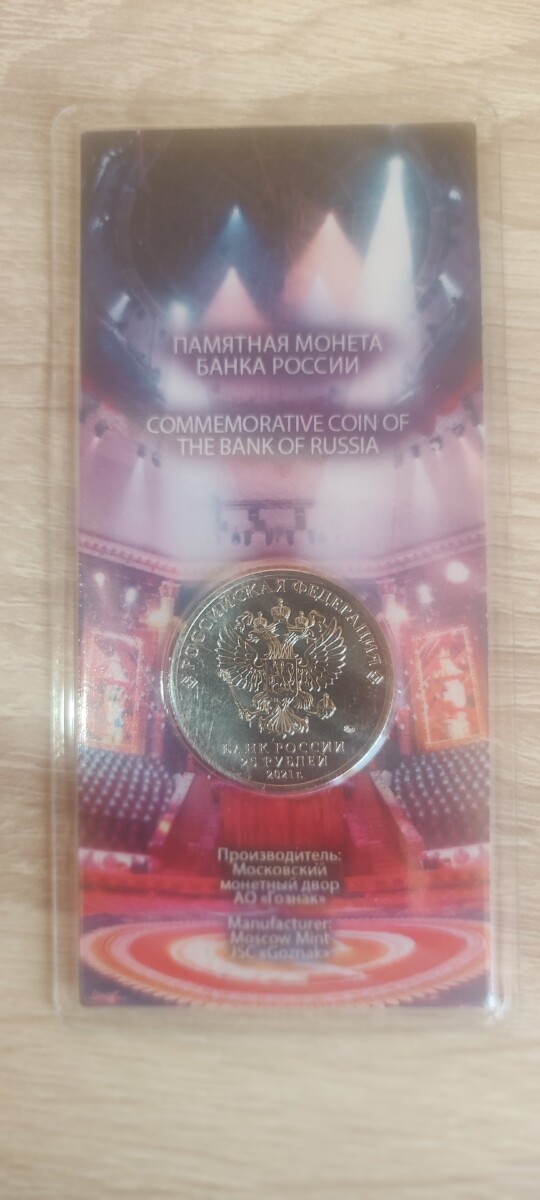 ПАМЯТНАЯ МОНЕТА
БАНКА РОССИИ
COMMEMORATIVE COIN OF
THE BANK OF RUSSIA
РОССИЙСКАЯ ФЕДЕРАЦИЯ
БАНК РОССИИ
25 РУБЛЕЙ
2021 г.
Производитель:
Московский
монетный двор
АО «Гознак»
Manufacturer:
Moscow Mint
JSC «Goznak»